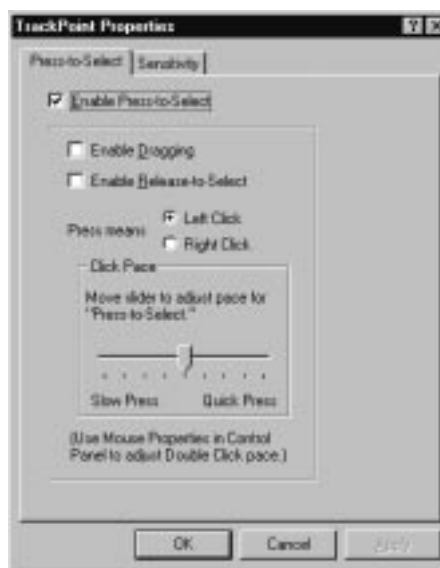 TrackPoint Properties
Press-to-Select
Sensitivity
Enable Press-to-Select
Enable Dragging
Enable Release-to-Select
Press means
Left Click
Right Click
Click Pace
Move slider to adjust pace for
"Press-to-Select."
Slow Press
Quick Press
(Use Mouse Properties in Control
Panel to adjust Double Click pace.)
OK
Cancel
Apply